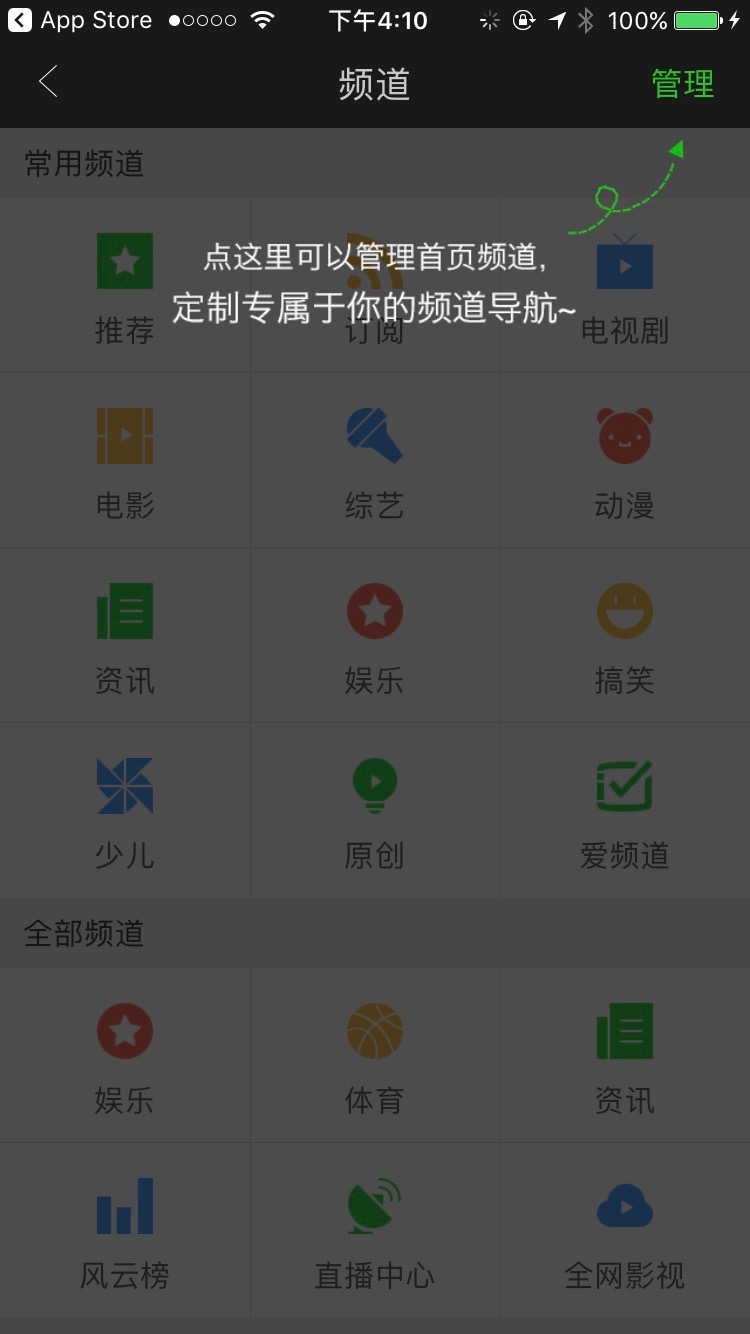 App Store 下午4:10 100%
频道 管理
常用频道
点这里可以管理首页频道,
定制专属于你的频道导航~
推荐 订阅 电视剧
电影 综艺 动漫
资讯 娱乐 搞笑
少儿 原创 爱频道
全部频道
娱乐 体育 资讯
风云榜 直播中心 全网影视